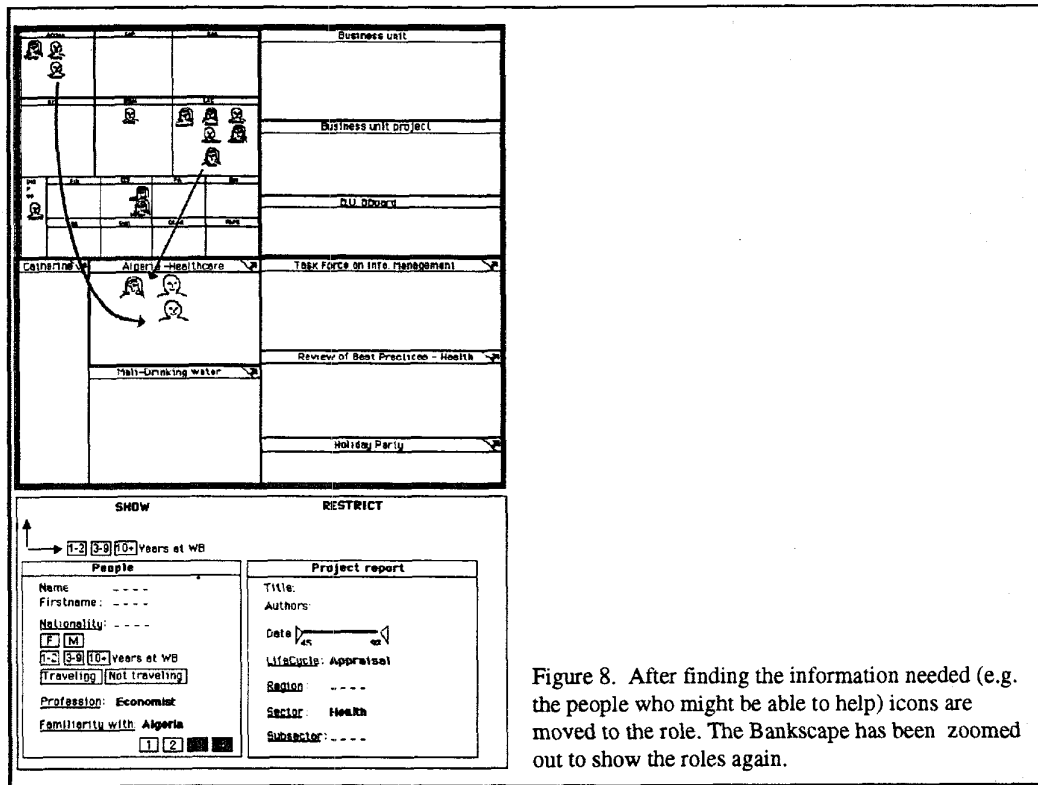 Business unit
Business unit project
B.U. BBoard
Catherine
Algeria-Healthcare
Task Force on Info. Management
Review of Best Practices - Health
Mali-Drinking water
Holiday Party
SHOW
RESTRICT
1-2 3-9 10+ Years at WB
People
Name _ _ _ _
Firstname: _ _ _ _
Nationality: _ _ _ _
F M
1-2 3-9 10+ Years at WB
Traveling Not traveling
Profession: Economist
Familiarity with: Algeria
1 2
Project report
Title:
Authors:
Date 45
LifeCycle: Appraisal
Region: _ _ _ _
Sector: Health
Subsector: _ _ _ _
Figure 8. After finding the information needed (e.g.
the people who might be able to help) icons are
moved to the role. The Bankscape has been zoomed
out to show the roles again.